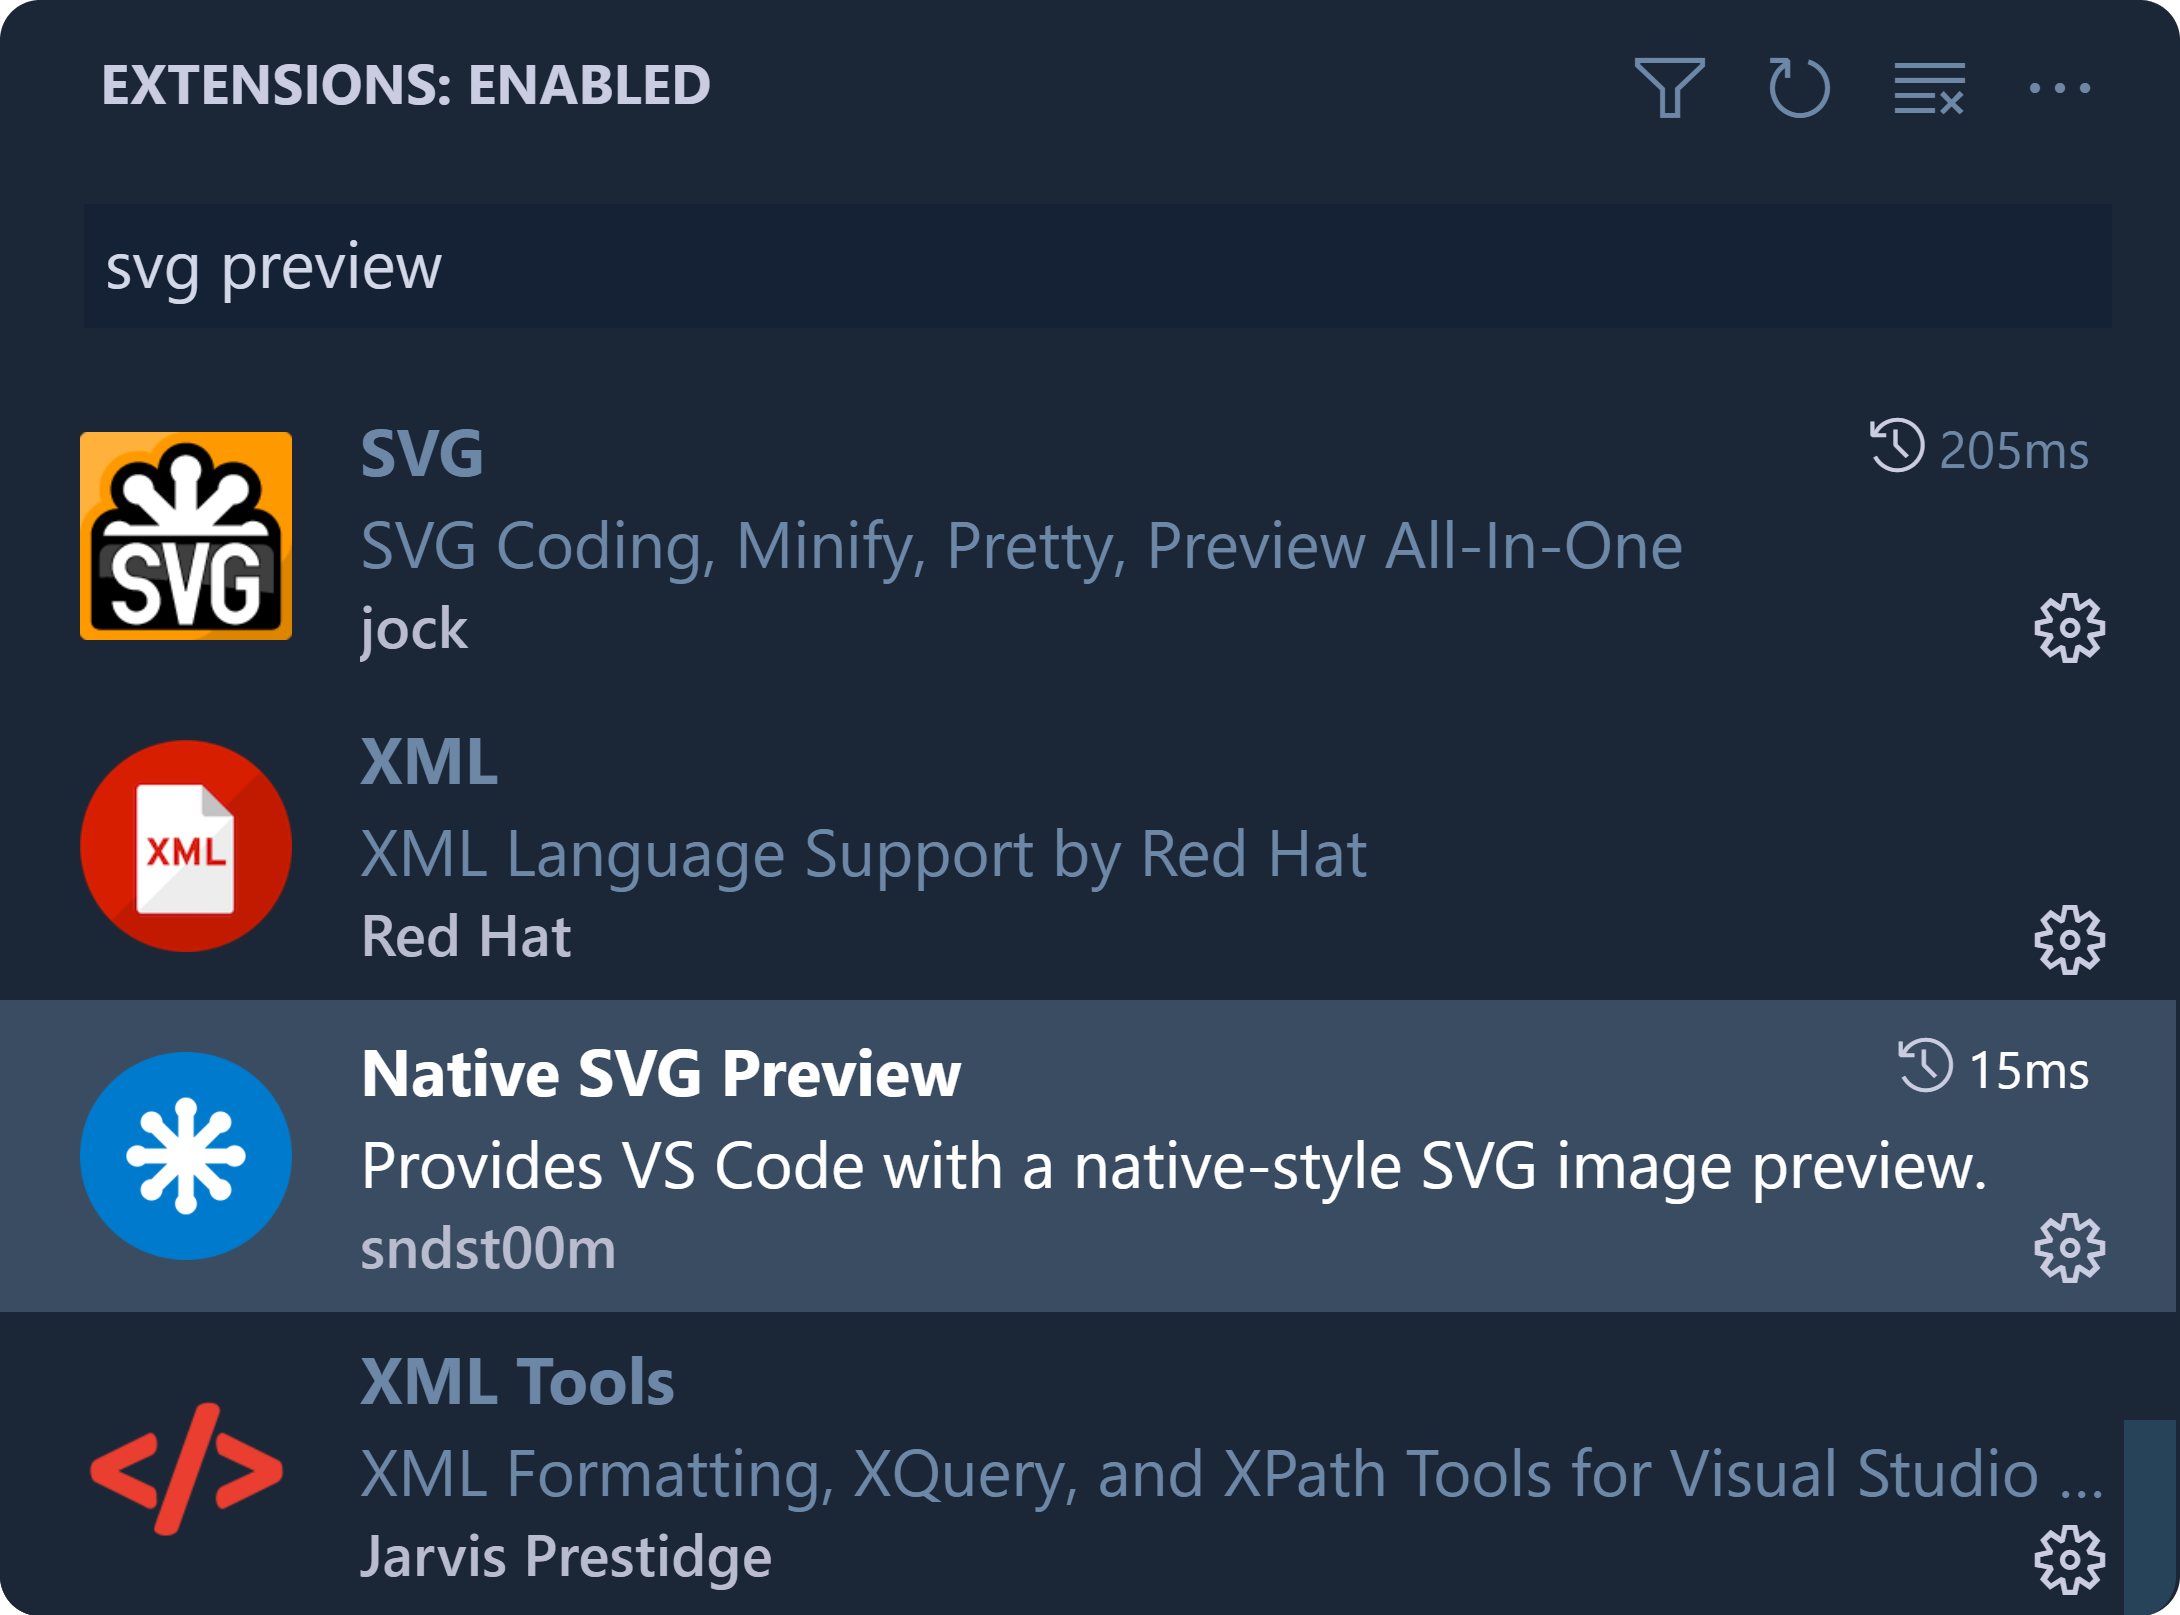 EXTENSIONS: ENABLED
svg preview
SVG
SVG
205ms
SVG Coding, Minify, Pretty, Preview All-In-One
jock
XML
XML
XML Language Support by Red Hat
Red Hat
Native SVG Preview
15ms
Provides VS Code with a native-style SVG image preview.
sndst00m
</>
XML Tools
XML Formatting, XQuery, and XPath Tools for Visual Studio ...
Jarvis Prestidge